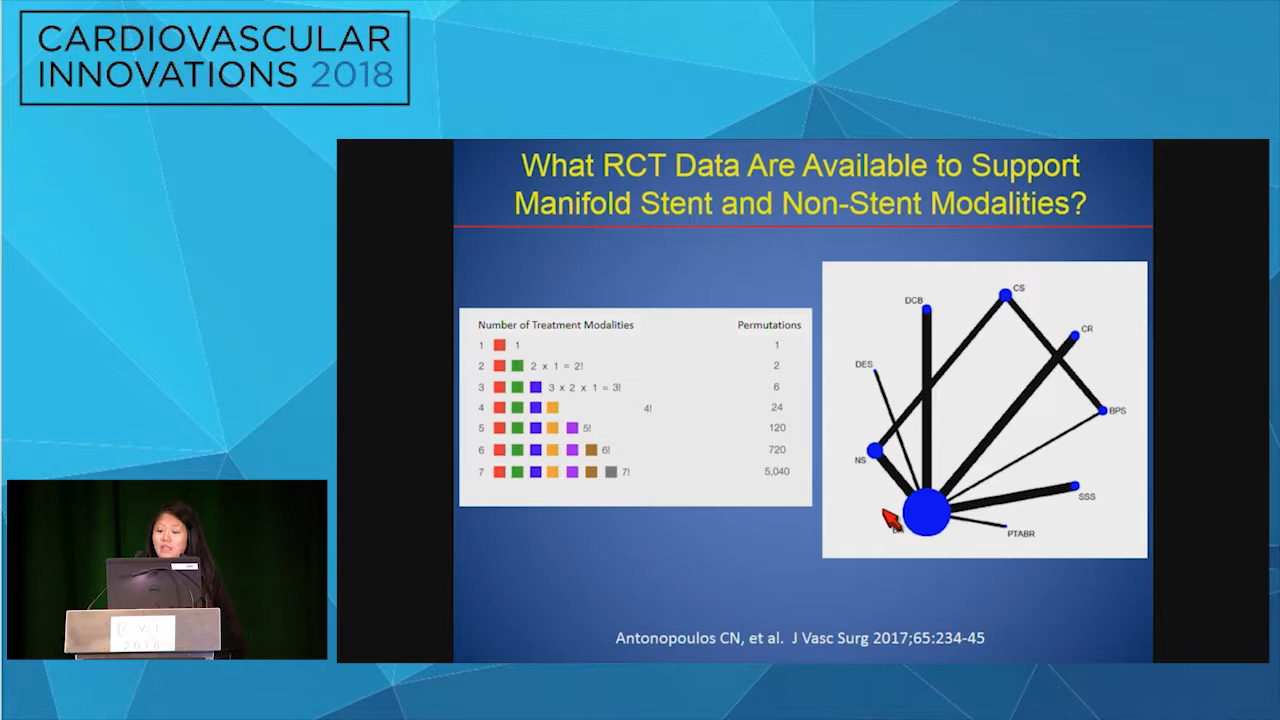 CARDIOVASCULAR
INNOVATIONS 2018
What RCT Data Are Available to Support
Manifold Stent and Non-Stent Modalities?
Number of Treatment Modalities Permutations
1 1 1
2 2 x 1 = 2! 2
3 3 x 2 x 1 = 3! 6
4 4! 24
5 5! 120
6 6! 720
7 7! 5,040
CS
DCB
CR
DES
BPS
NS
SSS
PTABR
Antonopoulos CN, et al. J Vasc Surg 2017;65:234-45
2018